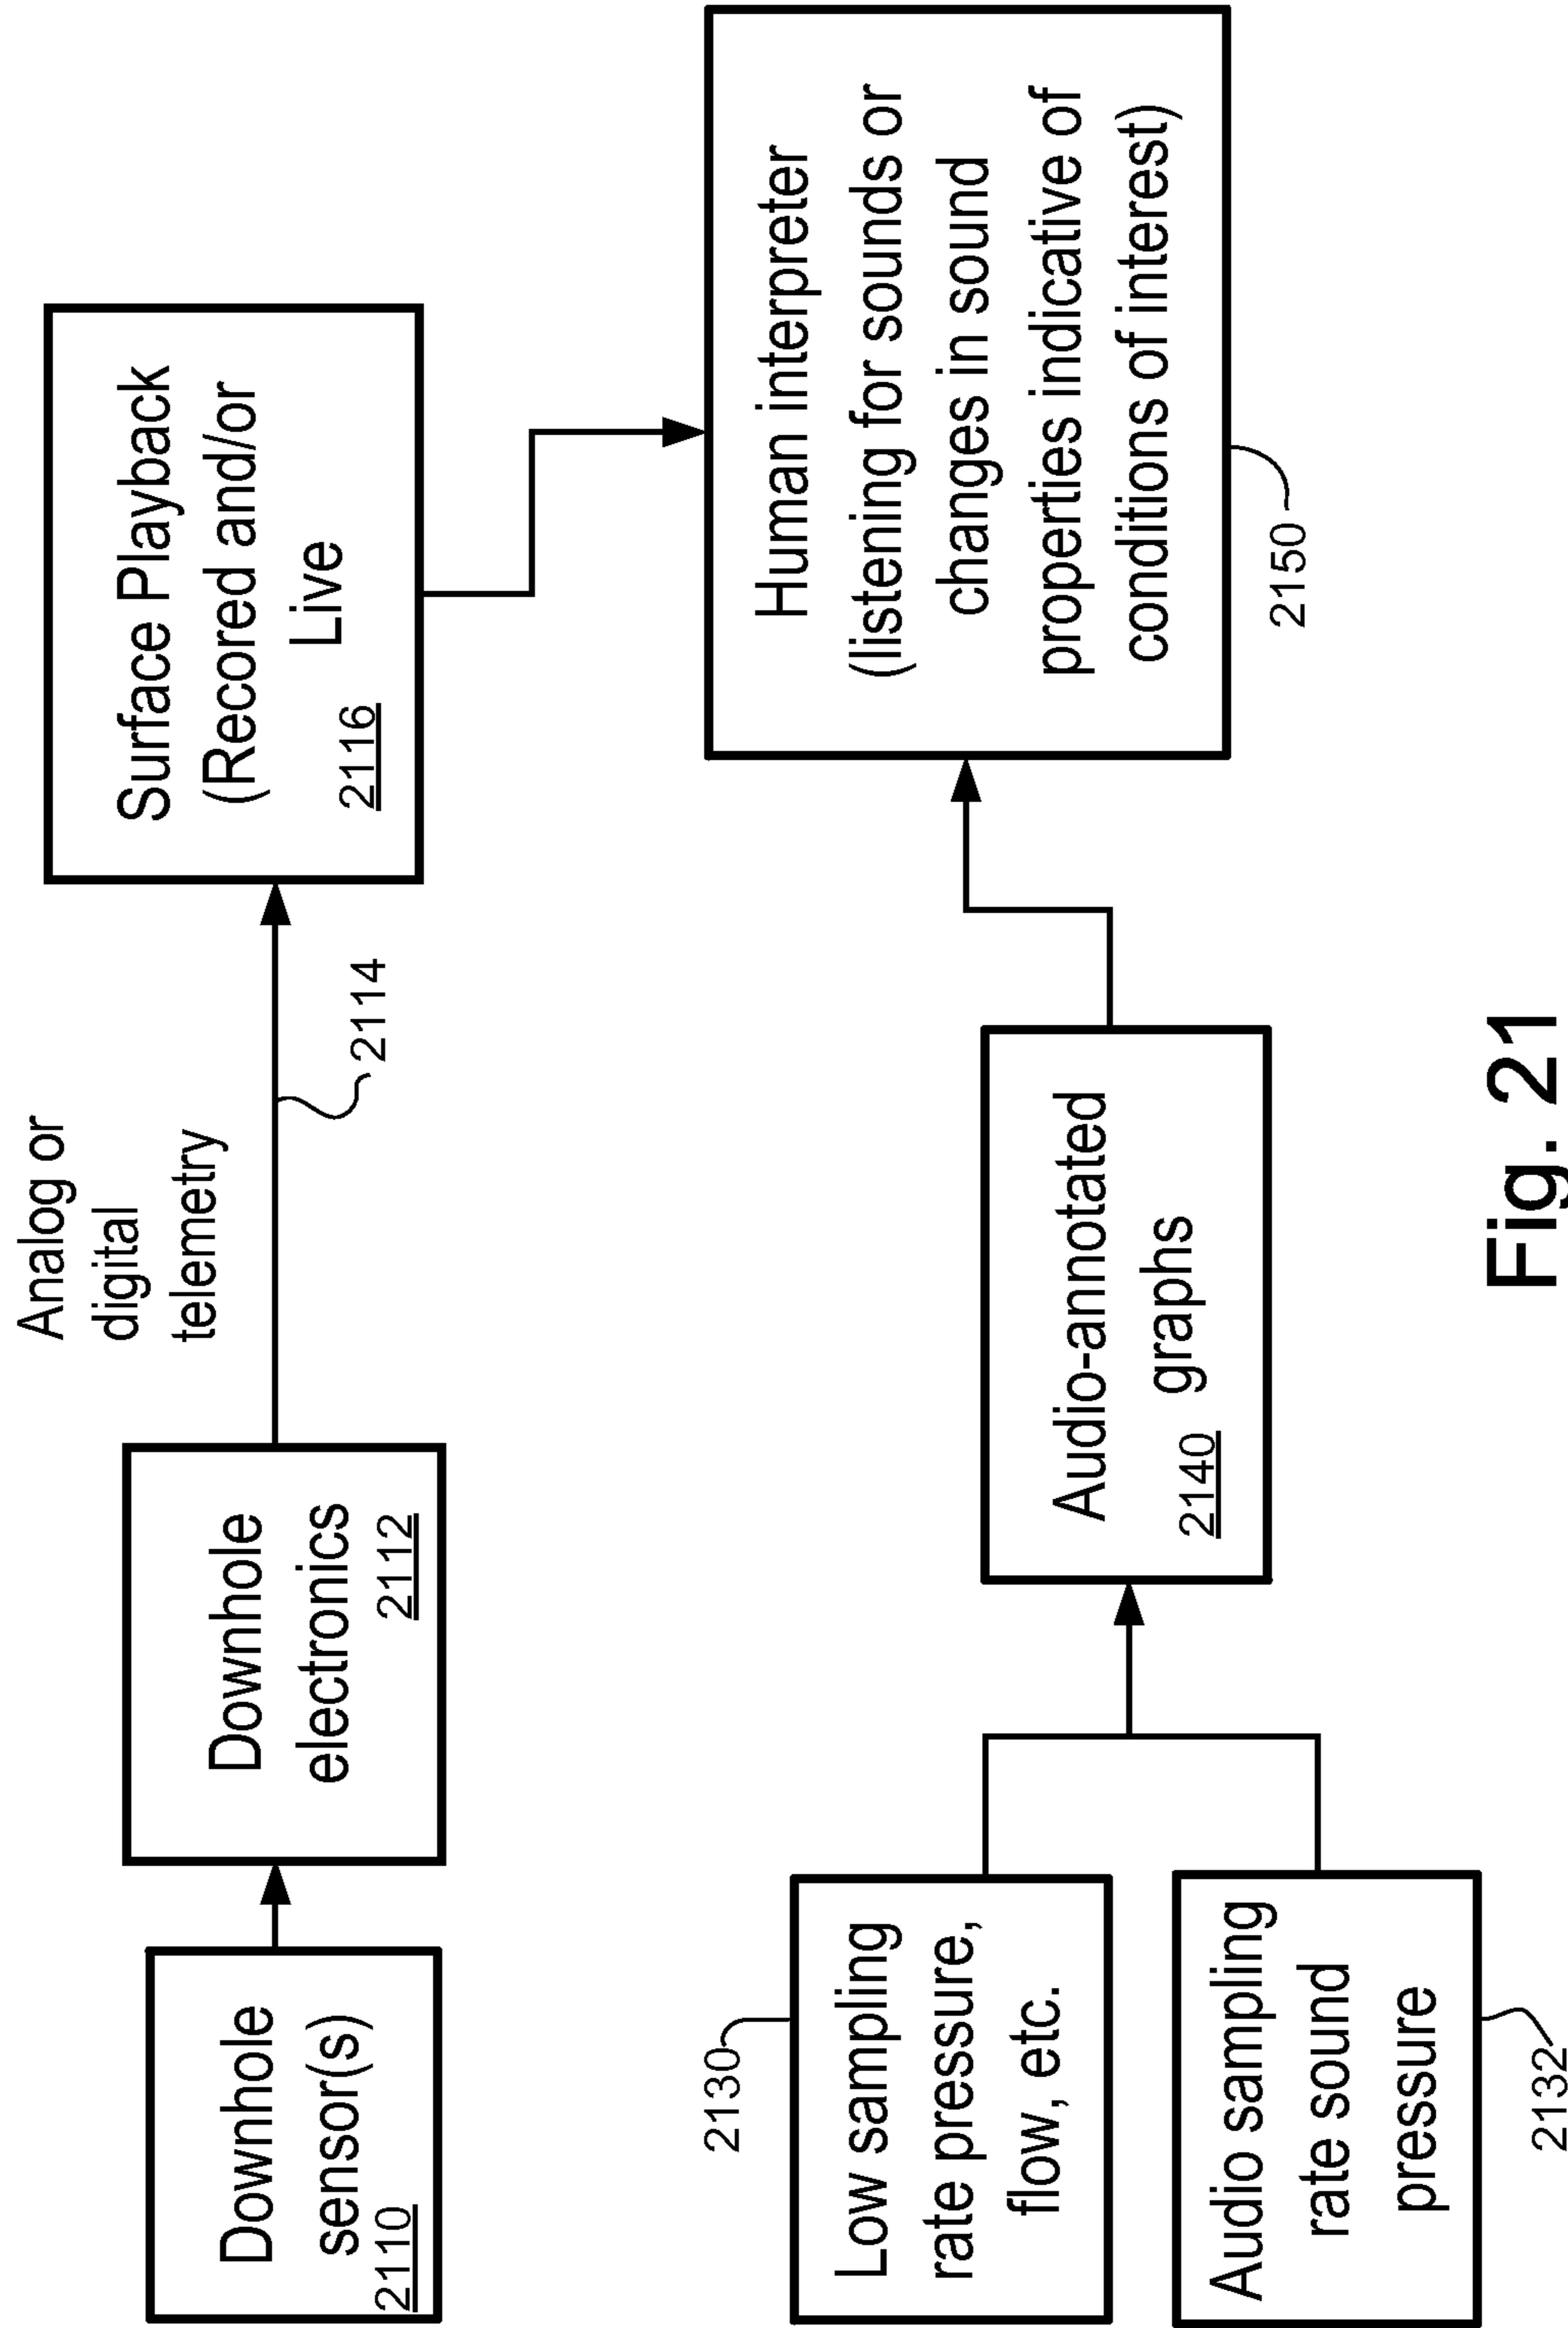 Analog or
digital
telemetry
Downhole
sensor(s)
2110
Downhole
electronics
2112
2114
Surface Playback
(Recored and/or
Live
2116
2130
Low sampling
rate pressure,
flow, etc.
Audio sampling
rate sound
pressure
2132
Audio-annotated
graphs
2140
Human interpreter
(listening for sounds or
changes in sound
properties indicative of
conditions of interest)
2150
Fig. 21